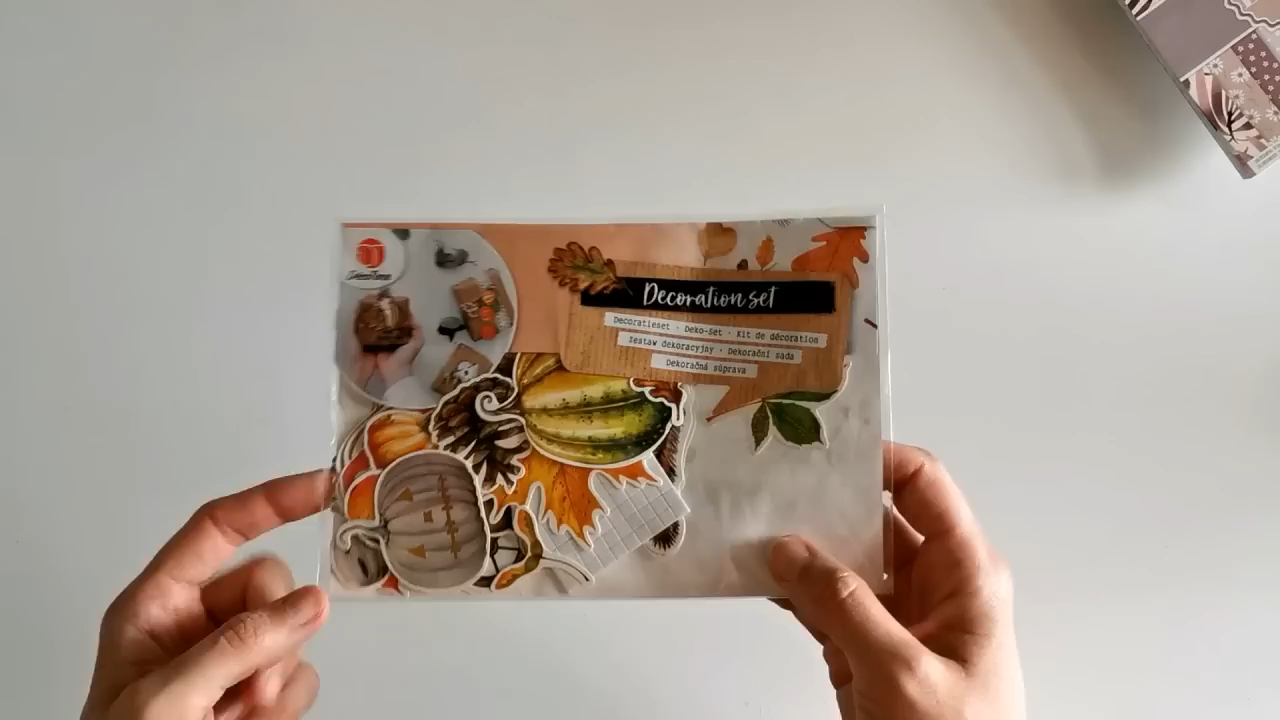 Decoration set
Decoratieset · Deko-Set · Kit de décoration
Zestaw dekoracyjny · Dekorační sada
Dekoračná súprava